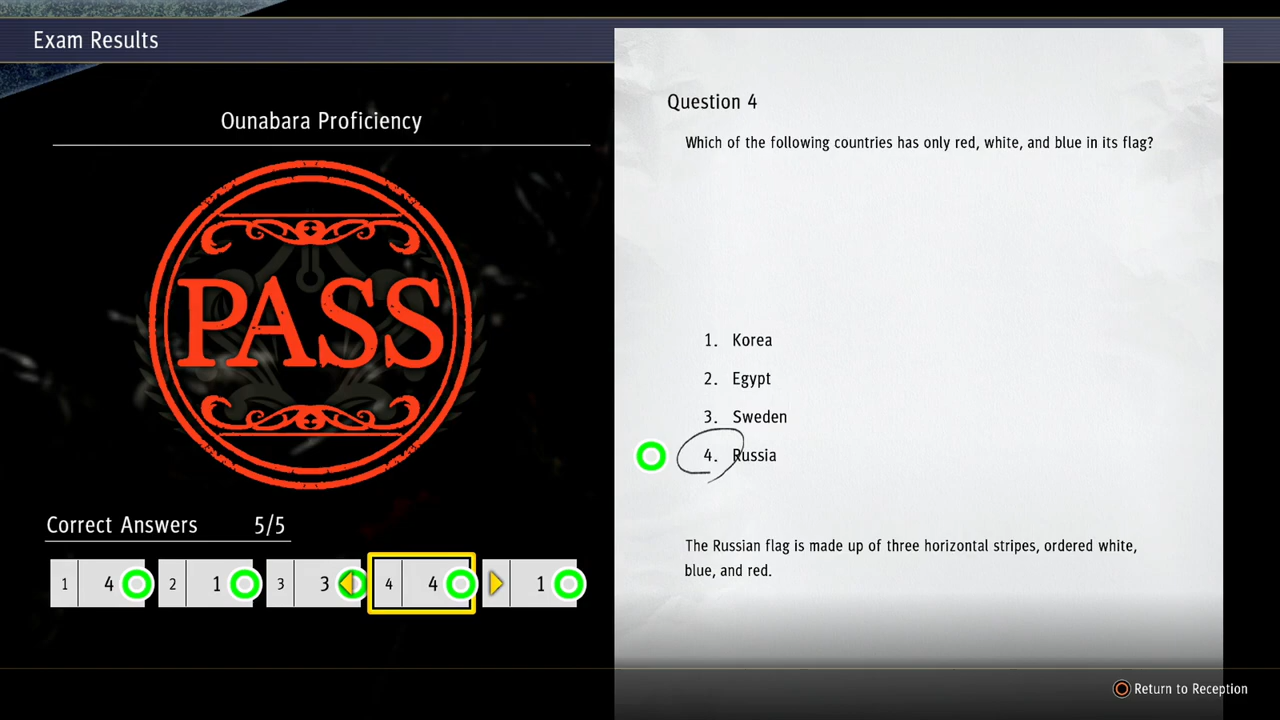 Exam Results
Ounabara Proficiency
PASS
Correct Answers 5/5
1 4 2 1 3 3 4 4 1
Question 4
Which of the following countries has only red, white, and blue in its flag?
1. Korea
2. Egypt
3. Sweden
4. Russia
The Russian flag is made up of three horizontal stripes, ordered white,
blue, and red.
Return to Reception